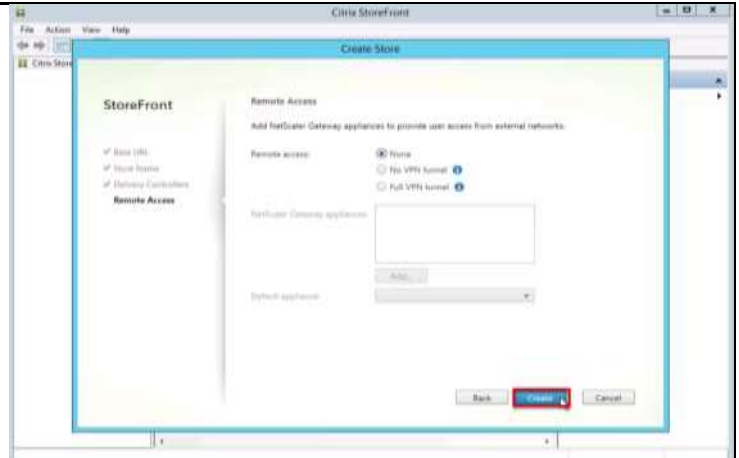 Citrix StoreFront
File Action View Help
Create Store
Citrix Store
StoreFront
Remote Access
Add NetScaler Gateway appliances to provide user access from external networks.
Base URL
Store Name
Delivery Controllers
Remote Access
Remote access:
None
No VPN tunnel
Full VPN tunnel
NetScaler Gateway appliances:
Add...
Default appliance:
Back
Create
Cancel